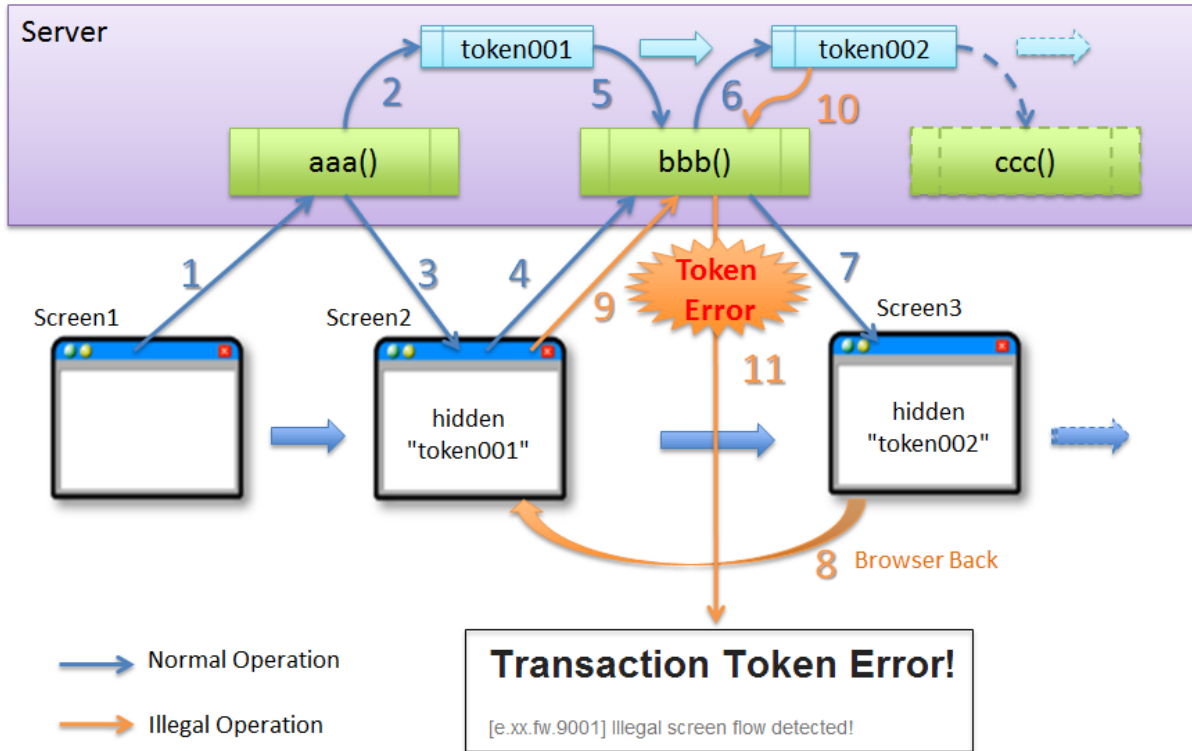 Server
token001
token002
2
5
6
10
aaa()
bbb()
ccc()
1
3
4
9
Token
Error
7
Screen1
Screen2
Screen3
11
hidden
"token001"
hidden
"token002"
8
Browser Back
Normal Operation
Illegal Operation
Transaction Token Error!
[e.xx.fw.9001] Illegal screen flow detected!